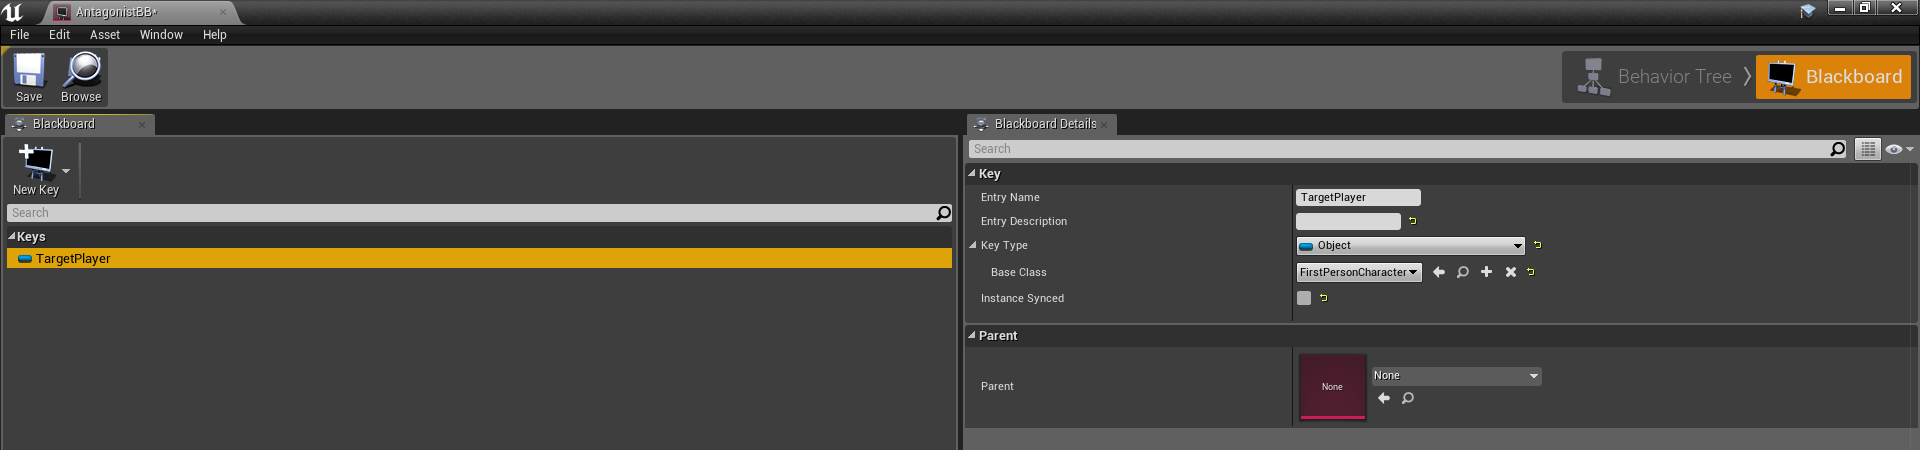 AntagonistBB*
File Edit Asset Window Help
Save Browse
Behavior Tree Blackboard
Blackboard
New Key
Search
Keys
TargetPlayer
Blackboard Details
Search
Key
Entry Name TargetPlayer
Entry Description
Key Type Object
Base Class FirstPersonCharacter
Instance Synced
Parent
Parent None None